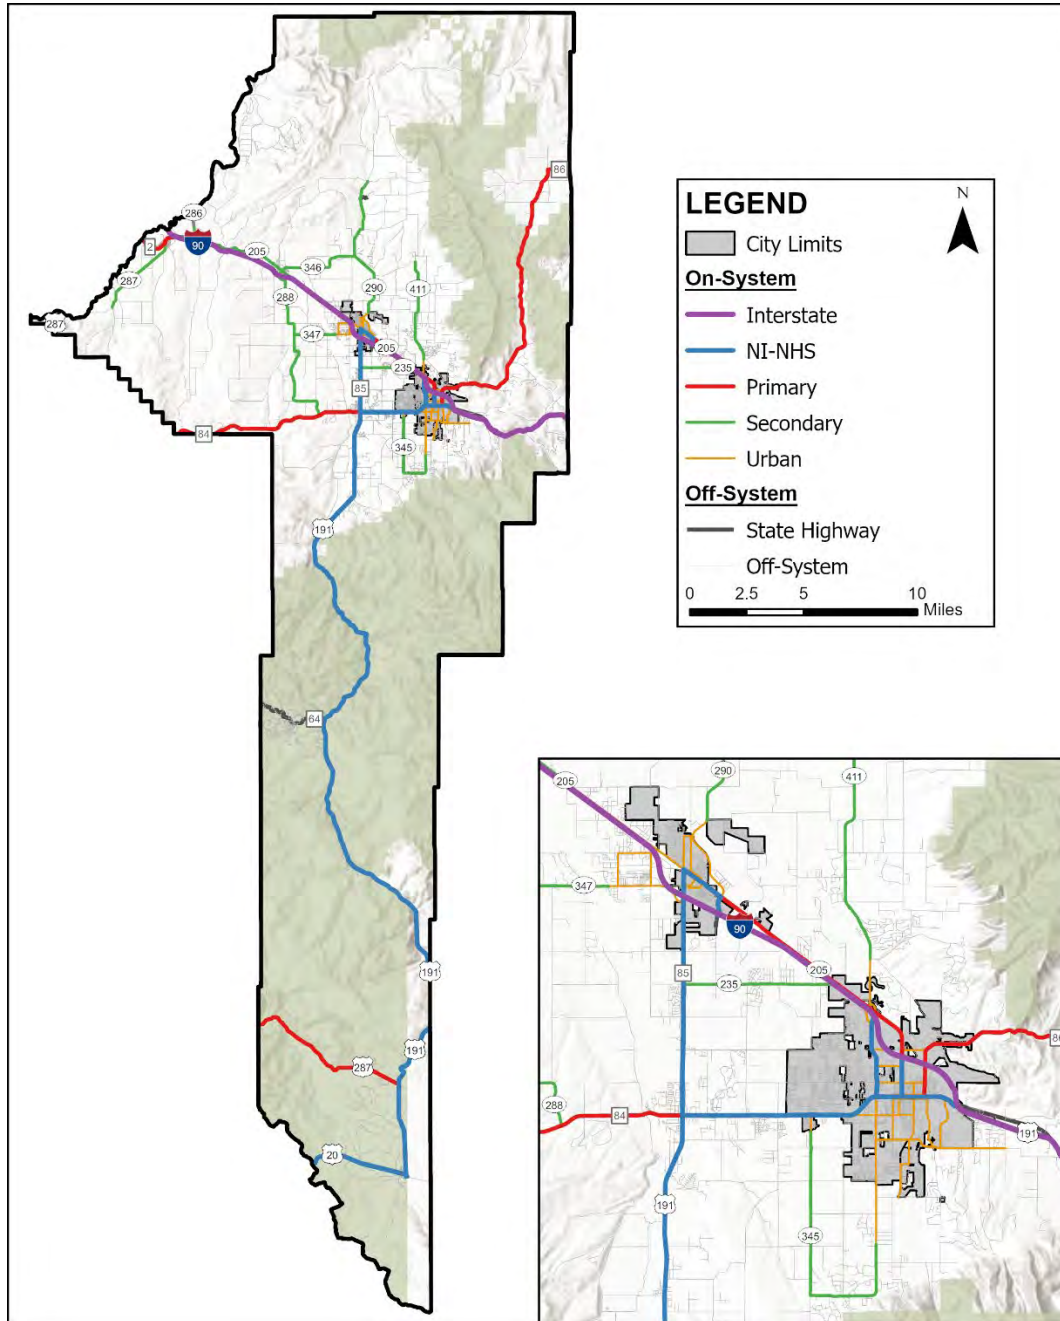 86
LEGEND
N
City Limits
On-System
Interstate
NI-NHS
Primary
Secondary
Urban
Off-System
State Highway
Off-System
0 2.5 5 10
Miles
286
2
90
205
287
346
290
411
288
287
347
205
235
85
84
345
191
64
191
191
287
20
205
290
411
347
90
85
205
235
86
288
84
191
191
345